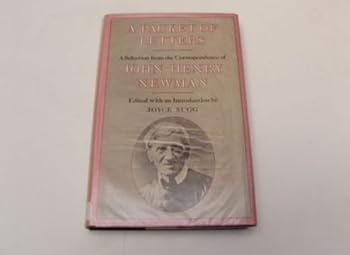 A PACKET OF
LETTERS
A Selection from the Correspondence of
JOHN HENRY
NEWMAN
Edited with an Introduction by
JOYCE SUGG